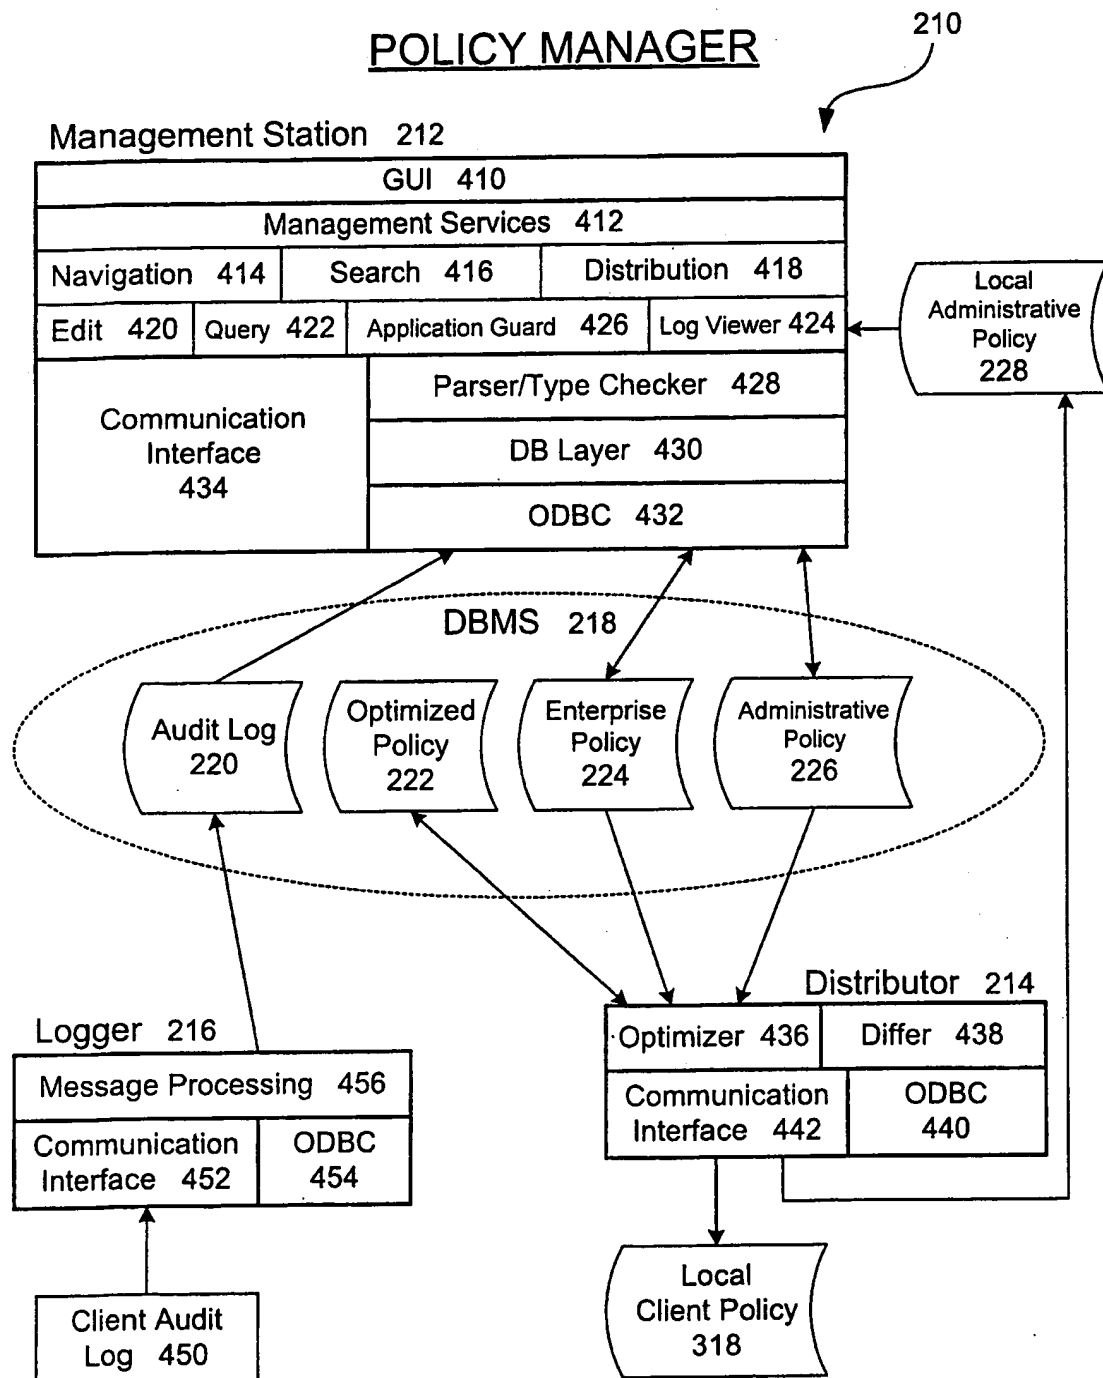 POLICY MANAGER
210
Management Station 212
GUI 410
Management Services 412
Navigation 414
Search 416
Distribution 418
Edit 420
Query 422
Application Guard 426
Log Viewer 424
Local
Administrative
Policy
228
Communication
Interface
434
Parser/Type Checker 428
DB Layer 430
ODBC 432
DBMS 218
Audit Log
220
Optimized
Policy
222
Enterprise
Policy
224
Administrative
Policy
226
Distributor 214
Optimizer 436
Differ 438
Communication
Interface 442
ODBC
440
Logger 216
Message Processing 456
Communication
Interface 452
ODBC
454
Client Audit
Log 450
Local
Client Policy
318